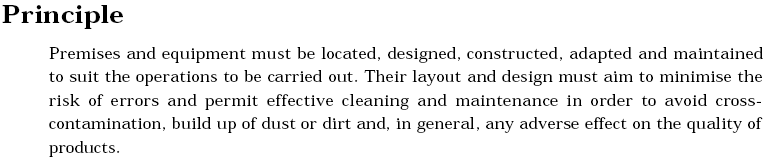 Principle
Premises and equipment must be located, designed, constructed, adapted and maintained
to suit the operations to be carried out. Their layout and design must aim to minimise the
risk of errors and permit effective cleaning and maintenance in order to avoid cross-
contamination, build up of dust or dirt and, in general, any adverse effect on the quality of
products.